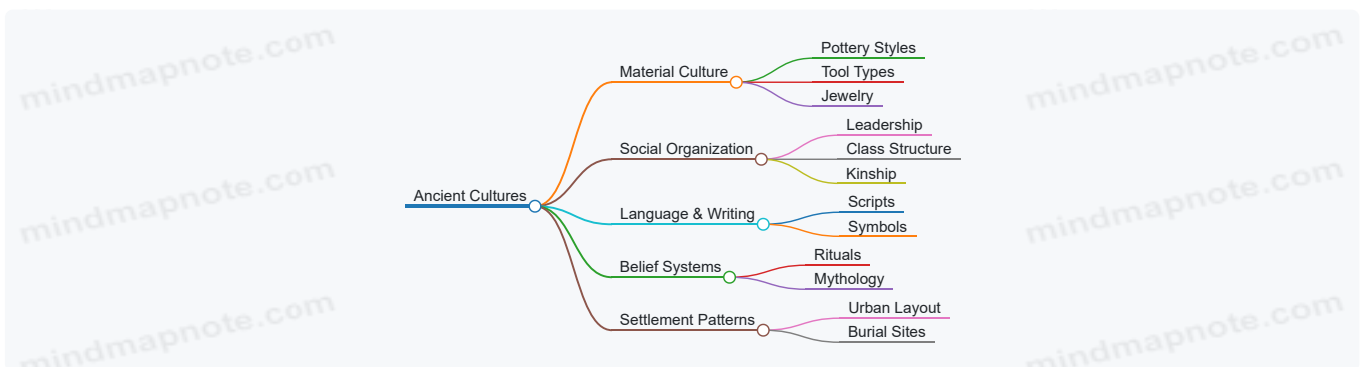 mindmapnote.com
mindmapnote.com
Pottery Styles
Material Culture
Tool Types
Jewelry
Leadership
Social Organization
Class Structure
Kinship
mindmapnote.com
mindmapnote.com
Ancient Cultures
Scripts
Language & Writing
Symbols
Rituals
Belief Systems
Mythology
Urban Layout
Settlement Patterns
Burial Sites
mindmapnote.com
mindmapnote.com